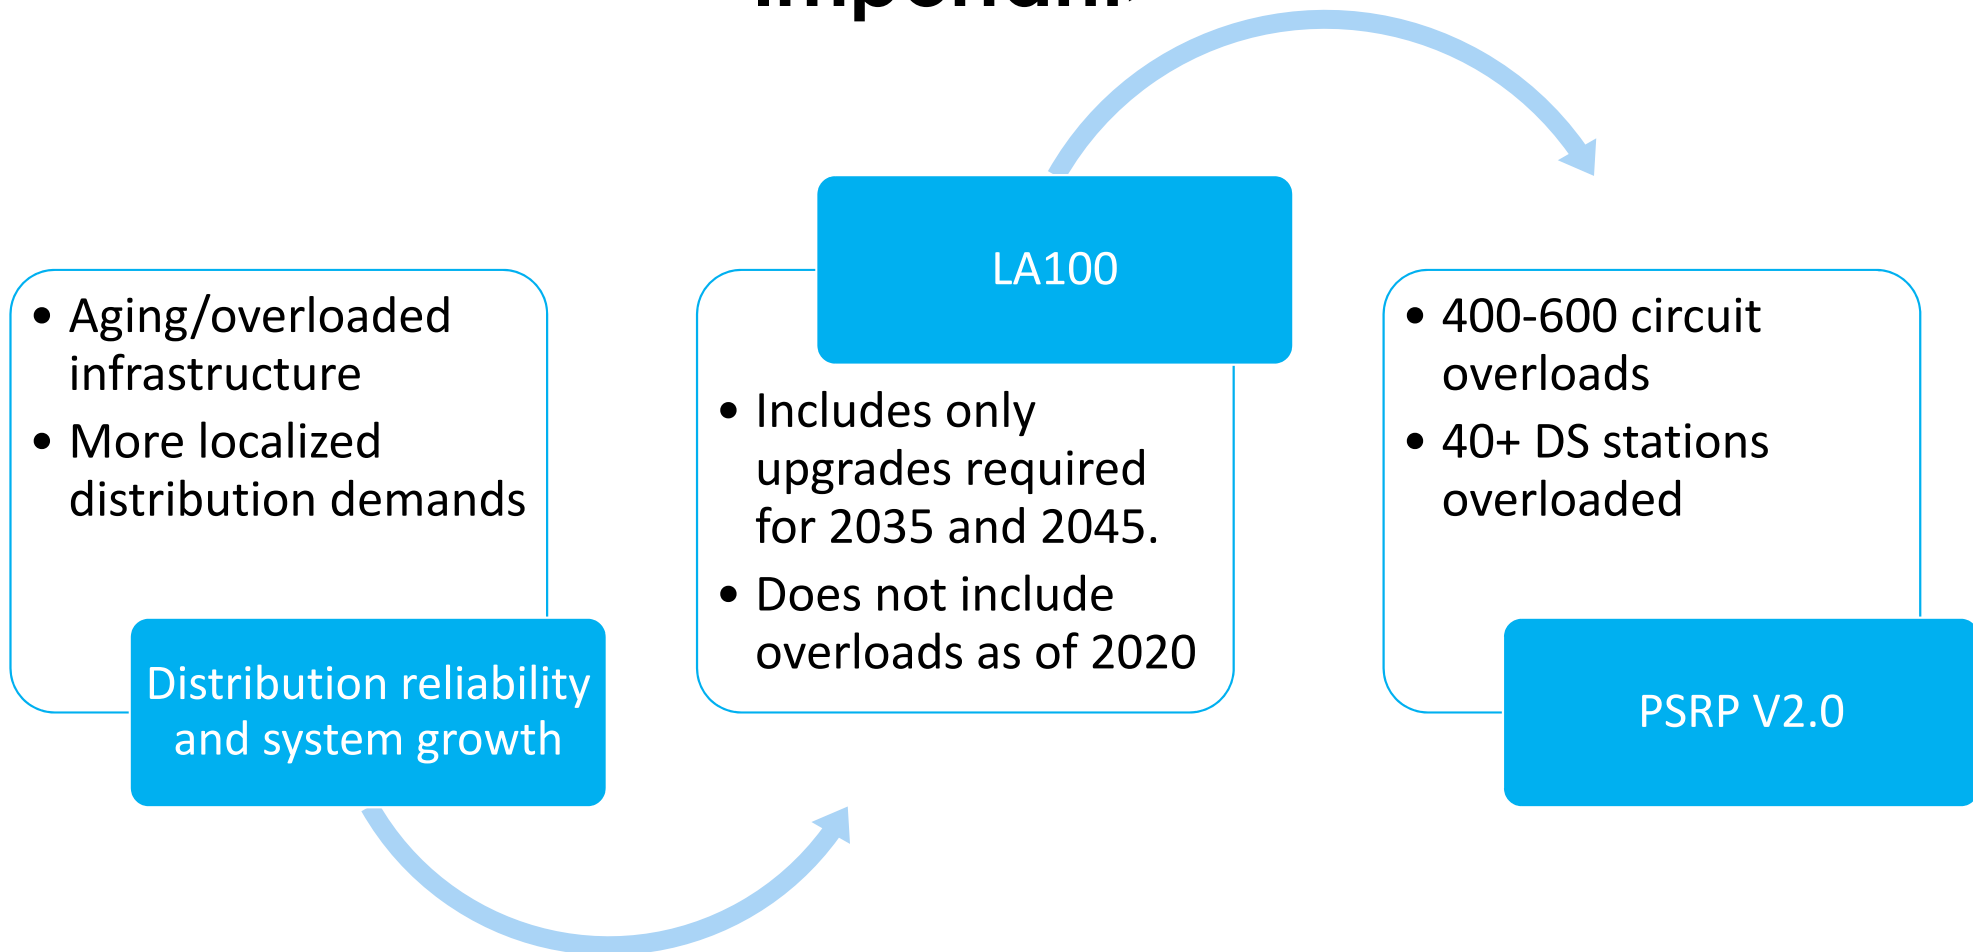 • Aging/overloaded
infrastructure
• More localized
distribution demands
Distribution reliability
and system growth
LA100
• Includes only
upgrades required
for 2035 and 2045.
• Does not include
overloads as of 2020
• 400-600 circuit
overloads
• 40+ DS stations
overloaded
PSRP V2.0